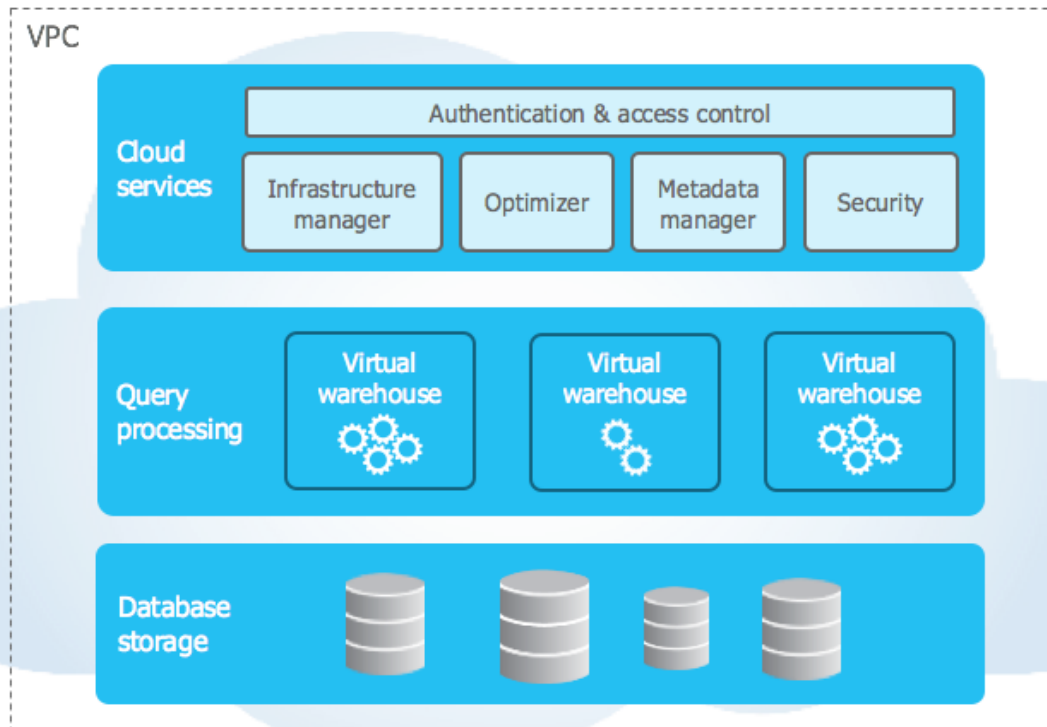 VPC
Authentication & access control
Cloud
services
Infrastructure
manager
Optimizer
Metadata
manager
Security
Query
processing
Virtual
warehouse
Virtual
warehouse
Virtual
warehouse
Database
storage